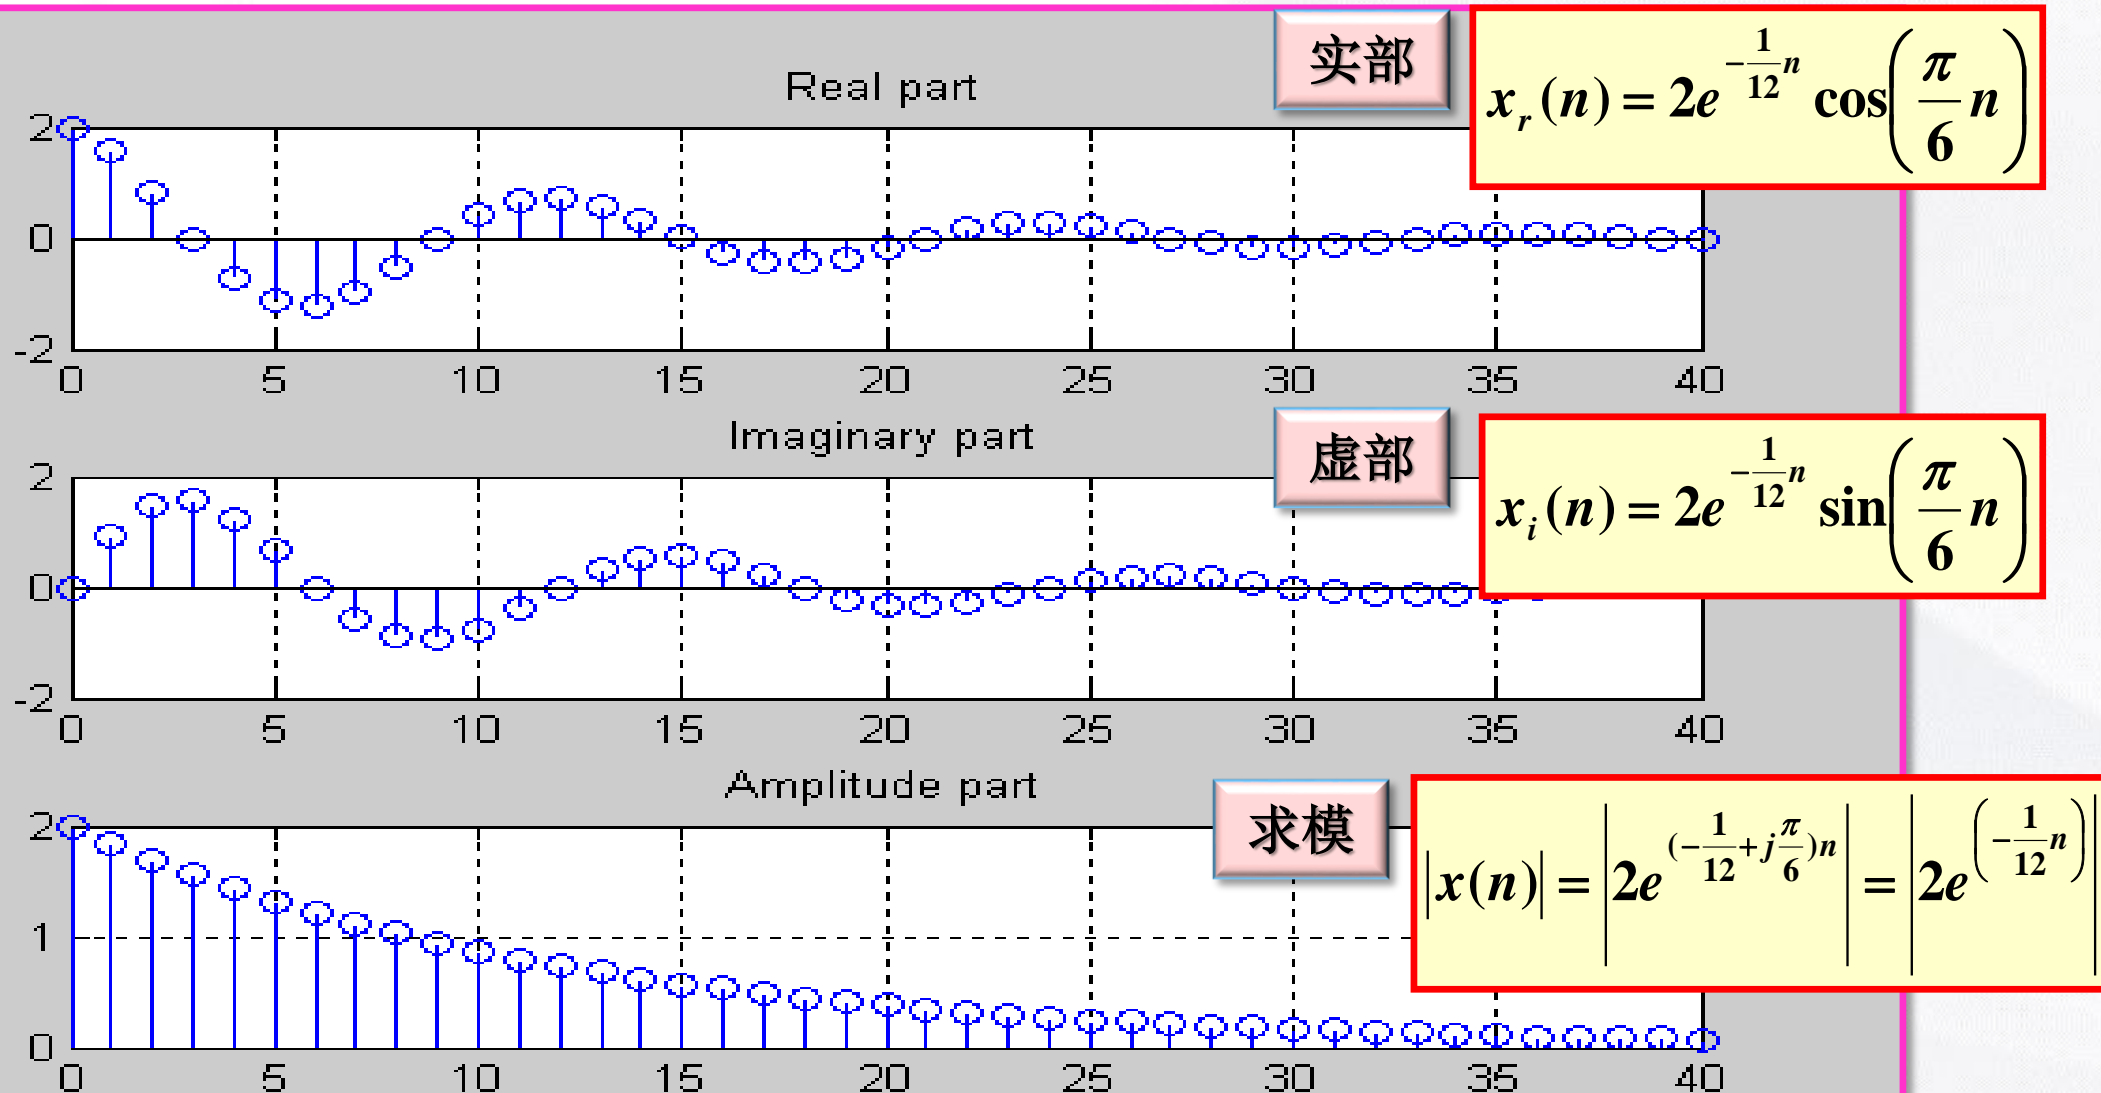 实部
x_r(n) = 2e^{-\frac{1}{12}n} cos(\frac{π}{6}n)
Real part
2
0
-2
0 5 10 15 20 25 30 35 40
虚部
x_i(n) = 2e^{-\frac{1}{12}n} sin(\frac{π}{6}n)
Imaginary part
2
0
-2
0 5 10 15 20 25 30 35 40
Amplitude part
求模
|x(n)| = |2e^{(-\frac{1}{12}+j\frac{π}{6})n}| = |2e^{(-\frac{1}{12}n)}|
2
1
0
0 5 10 15 20 25 30 35 40